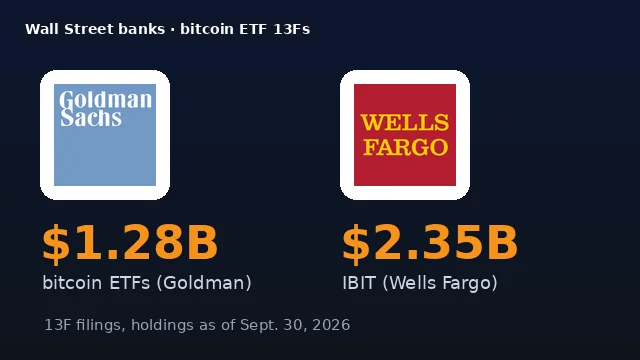 Wall Street banks · bitcoin ETF 13Fs
Goldman
Sachs
WELLS
FARGO
$1.28B
$2.35B
bitcoin ETFs (Goldman)
IBIT (Wells Fargo)
13F filings, holdings as of Sept. 30, 2026